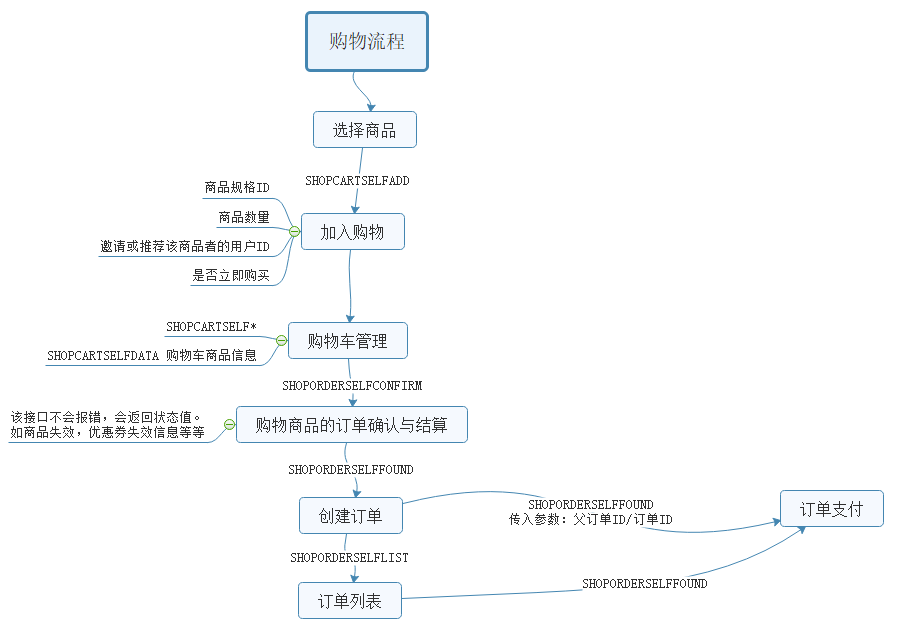 购物流程
选择商品
SHOPCARTSELFADD
商品规格ID
商品数量
邀请或推荐该商品者的用户ID
是否立即购买
加入购物
SHOPCARTSELF*
SHOPCARTSELFDATA 购物车商品信息
购物车管理
SHOPORDERSELFCONFIRM
该接口不会报错，会返回状态值。
如商品失效，优惠券失效信息等等
购物商品的订单确认与结算
SHOPORDERSELFFOUND
创建订单
SHOPORDERSELFFOUND
传入参数：父订单ID/订单ID
订单支付
SHOPORDERSELFLIST
订单列表
SHOPORDERSELFFOUND